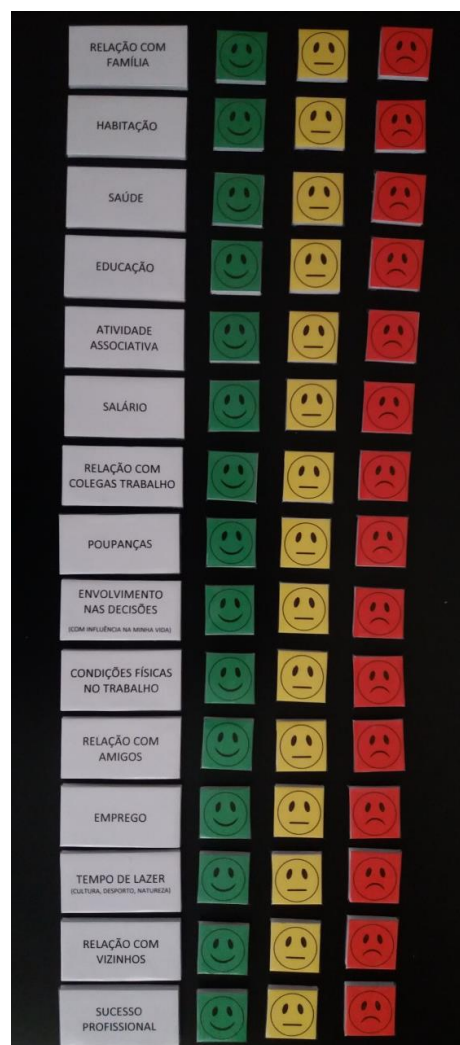 RELAÇÃO COM
FAMÍLIA
HABITAÇÃO
SAÚDE
EDUCAÇÃO
ATIVIDADE
ASSOCIATIVA
SALÁRIO
RELAÇÃO COM
COLEGAS TRABALHO
POUPANÇAS
ENVOLVIMENTO
NAS DECISÕES
(COM INFLUÊNCIA NA MINHA VIDA)
CONDIÇÕES FÍSICAS
NO TRABALHO
RELAÇÃO COM
AMIGOS
EMPREGO
TEMPO DE LAZER
(CULTURA, DESPORTO, NATUREZA)
RELAÇÃO COM
VIZINHOS
SUCESSO
PROFISSIONAL